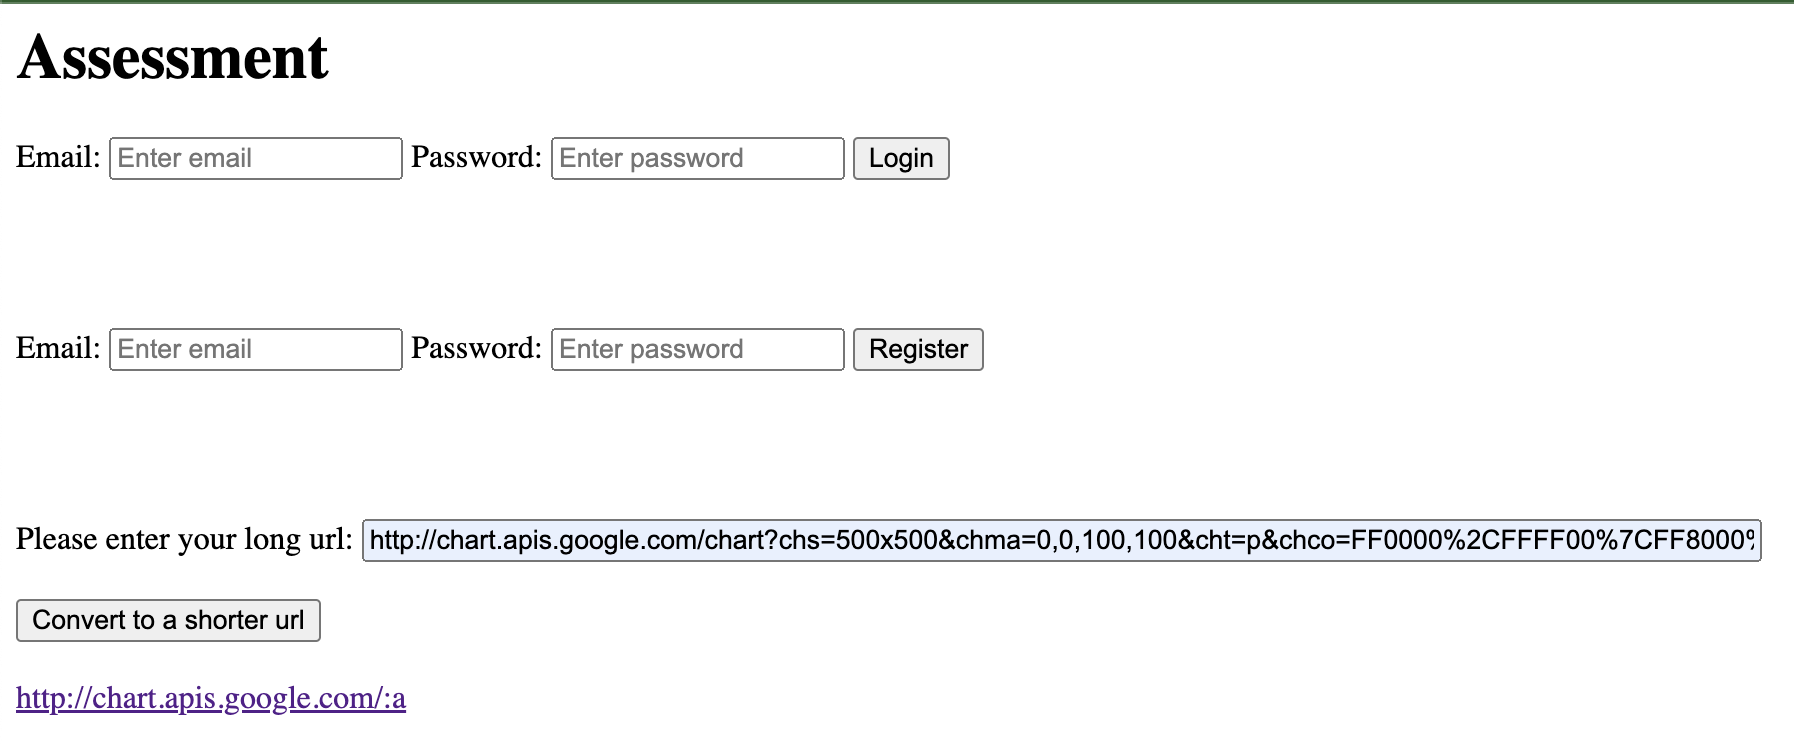 Assessment
Email: Enter email Password: Enter password Login
Email: Enter email Password: Enter password Register
Please enter your long url: http://chart.apis.google.com/chart?chs=500x500&chma=0,0,100,100&cht=p&chco=FF0000%2CFFFF00%7CFF8000%
Convert to a shorter url
http://chart.apis.google.com/:a